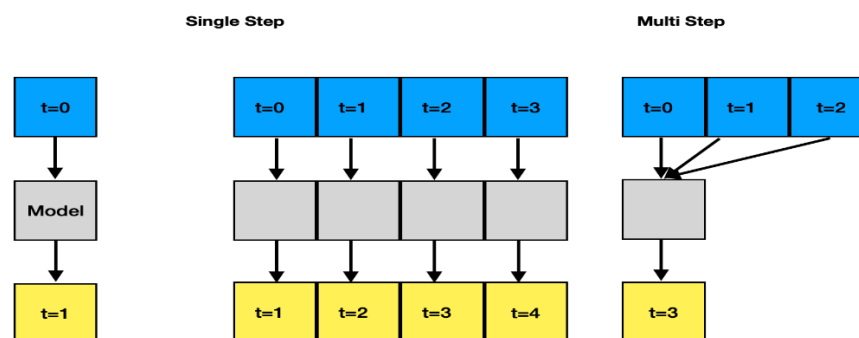 Single Step Multi Step
t=0 t=0 t=1 t=2 t=3 t=0 t=1 t=2
Model
t=1 t=1 t=2 t=3 t=4 t=3